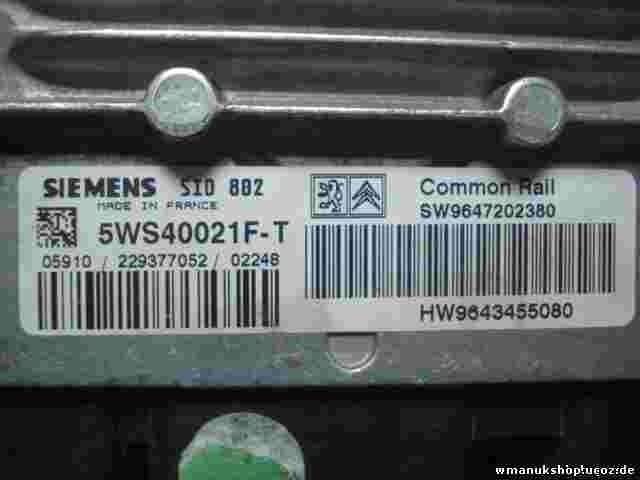 SIEMENS SID 802
MADE IN FRANCE
5WS40021F-T
05910 / 229377052 / 02248
Common Rail
SW9647202380
HW9643455080
wmanukshop.ucoz.de